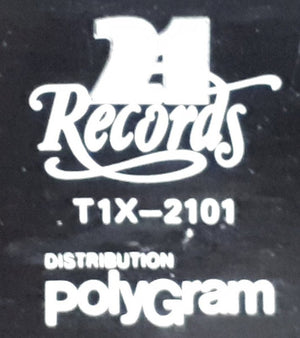 21
Records
T1X-2101
DISTRIBUTION
PolyGram